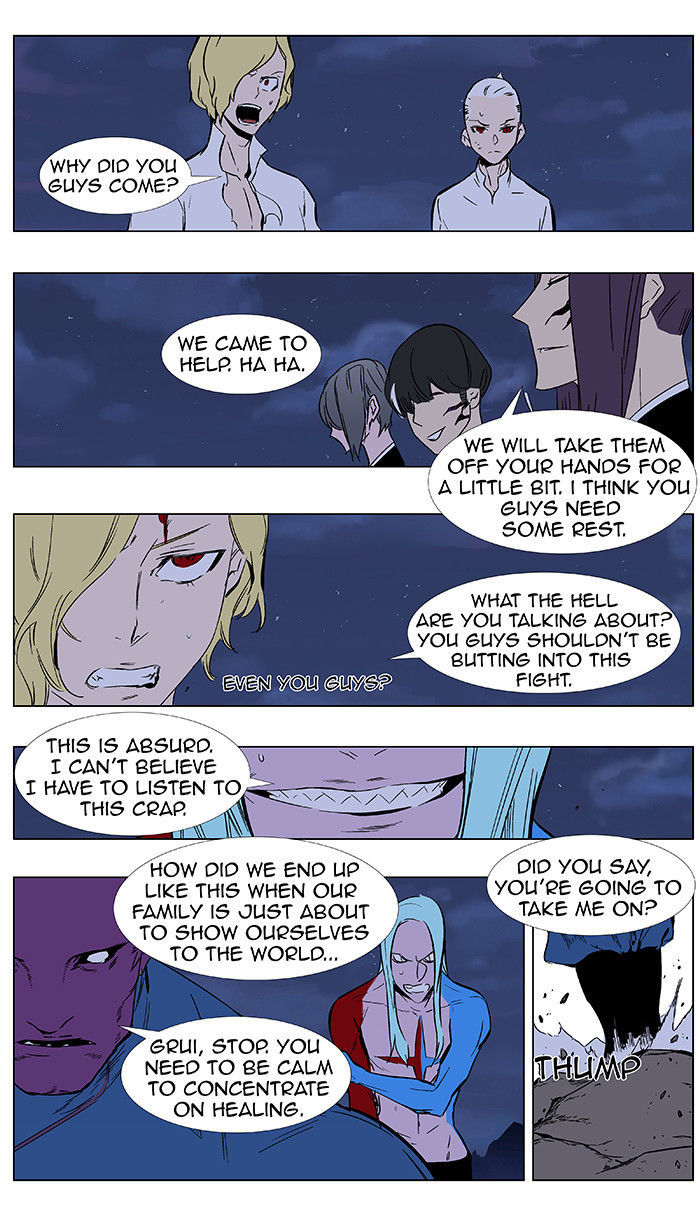 WHY DID YOU
GUYS COME?
WE CAME TO
HELP. HA HA.
WE WILL TAKE THEM
OFF YOUR HANDS FOR
A LITTLE BIT. I THINK YOU
GUYS NEED
SOME REST.
WHAT THE HELL
ARE YOU TALKING ABOUT?
YOU GUYS SHOULDN'T BE
BUTTING INTO THIS
FIGHT.
EVEN YOU GUYS?
THIS IS ABSURD.
I CAN'T BELIEVE
I HAVE TO LISTEN TO
THIS CRAP.
HOW DID WE END UP
LIKE THIS WHEN OUR
FAMILY IS JUST ABOUT
TO SHOW OURSELVES
TO THE WORLD...
GRUI, STOP. YOU
NEED TO BE CALM
TO CONCENTRATE
ON HEALING.
DID YOU SAY,
YOU'RE GOING TO
TAKE ME ON?
THUMP